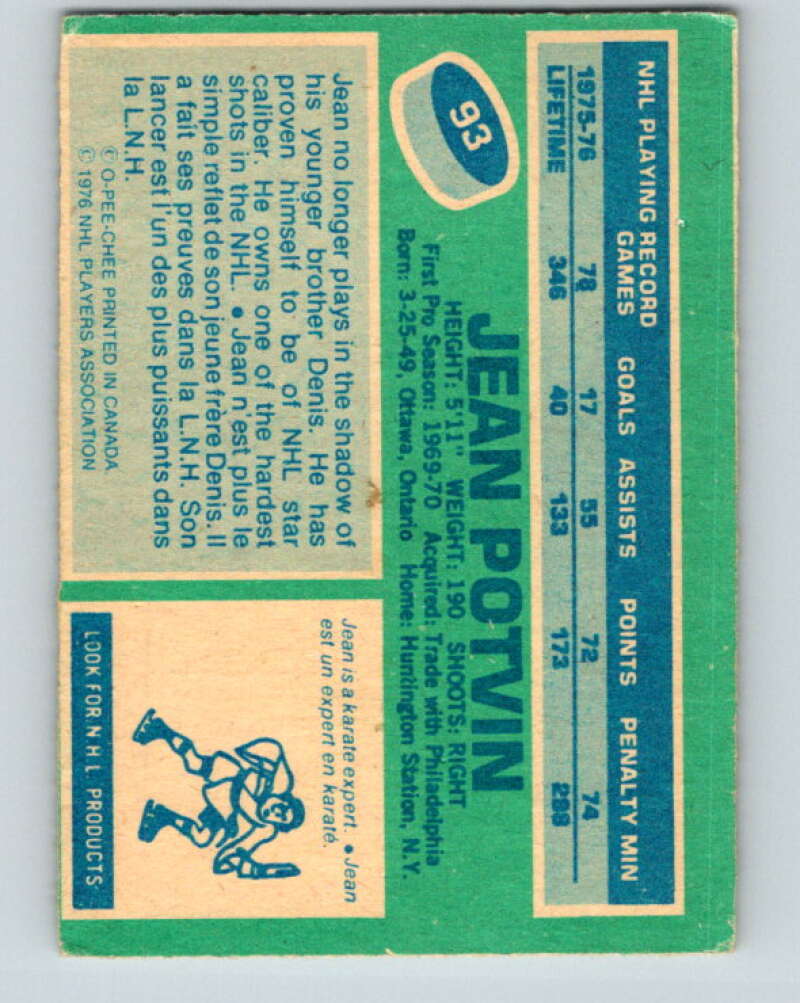 NHL PLAYING RECORD
GAMES GOALS ASSISTS POINTS PENALTY MIN
1975-76 78 17 55 72 74
LIFETIME 346 40 133 173 288
93
JEAN POTVIN
HEIGHT: 5'11" WEIGHT: 190 SHOOTS: RIGHT
First Pro Season: 1969-70 Acquired: Trade with Philadelphia
Born: 3-25-49, Ottawa, Ontario Home: Huntington Station, N.Y.
Jean no longer plays in the shadow of
his younger brother Denis. He has
proven himself to be of NHL star
caliber. He owns one of the hardest
shots in the NHL. • Jean n'est plus le
simple reflet de son jeune frère Denis. Il
a fait ses preuves dans la L.N.H. Son
lancer est l'un des plus puissants dans
la L.N.H.
© O-PEE-CHEE PRINTED IN CANADA
© 1976 NHL PLAYERS ASSOCIATION
Jean is a karate expert. • Jean
est un expert en karaté.
LOOK FOR N.H.L. PRODUCTS